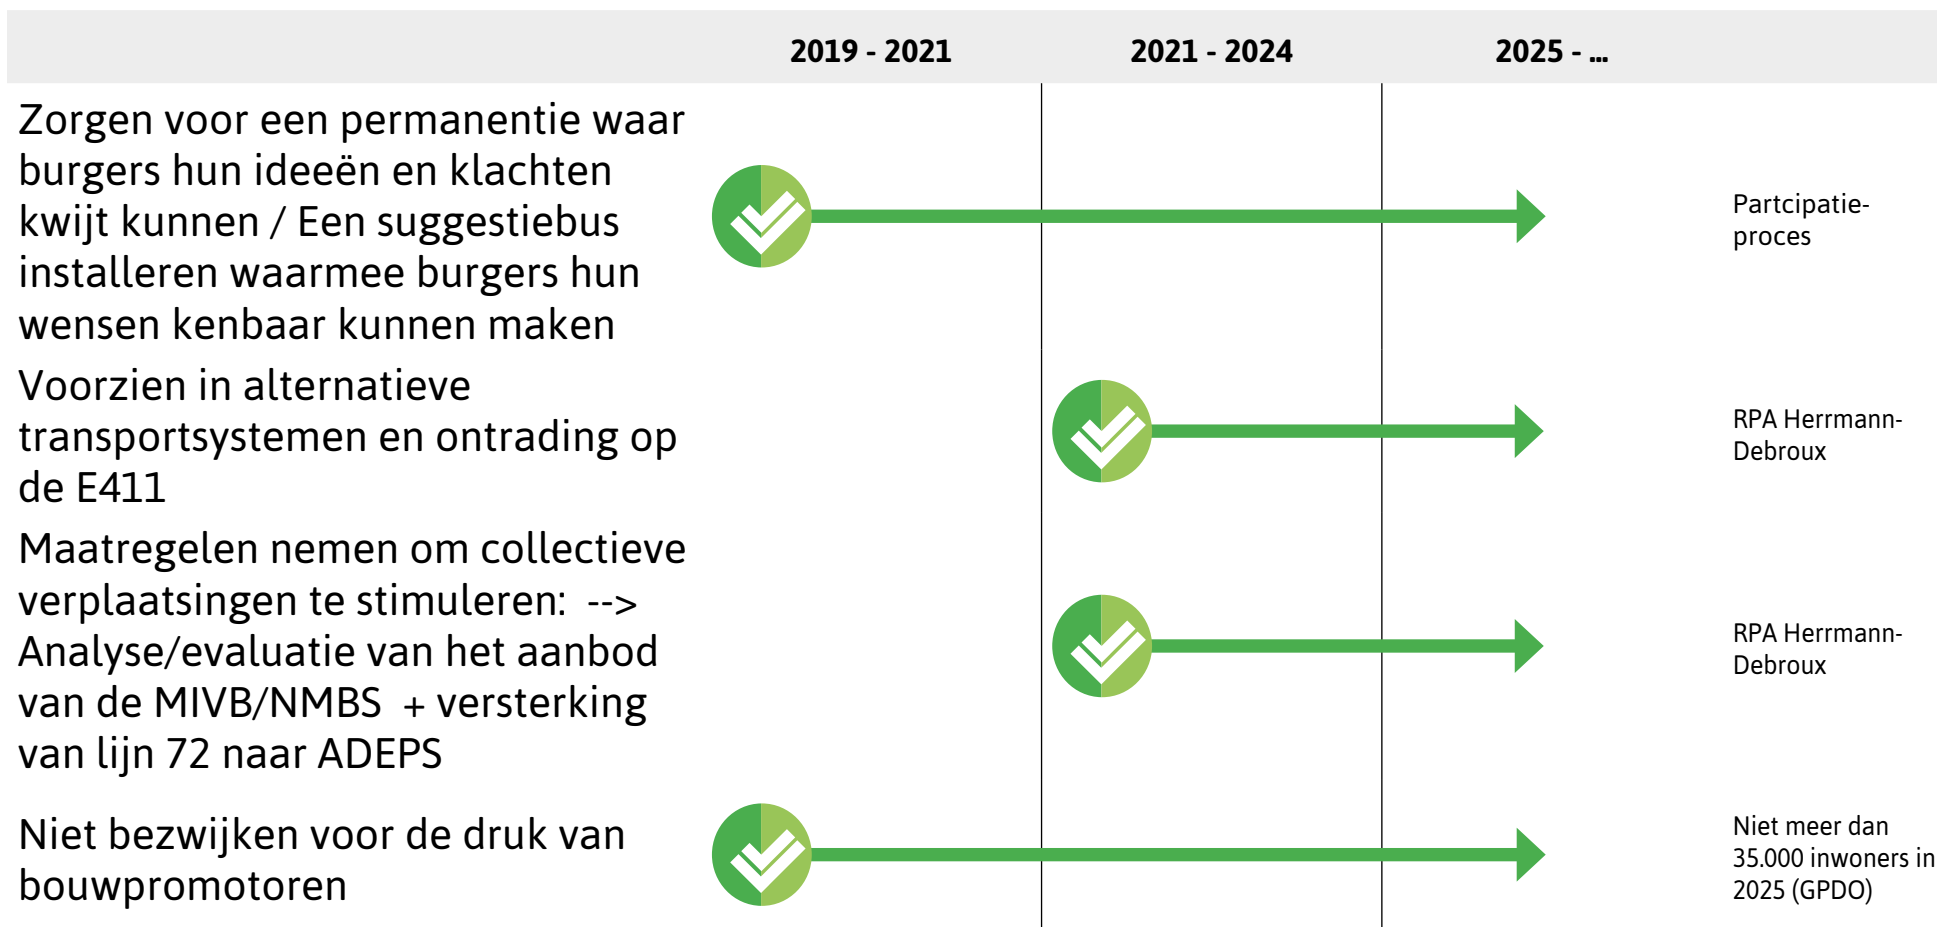 2019 - 2021 2021 - 2024 2025 - ...
Zorgen voor een permanentie waar
burgers hun ideeën en klachten
kwijt kunnen / Een suggestiebus
installeren waarmee burgers hun
wensen kenbaar kunnen maken
Partcipatie-
proces
Voorzien in alternatieve
transportsystemen en ontrading op
de E411
RPA Herrmann-
Debroux
Maatregelen nemen om collectieve
verplaatsingen te stimuleren: -->
Analyse/evaluatie van het aanbod
van de MIVB/NMBS + versterking
van lijn 72 naar ADEPS
RPA Herrmann-
Debroux
Niet bezwijken voor de druk van
bouwpromotoren
Niet meer dan
35.000 inwoners in
2025 (GPDO)